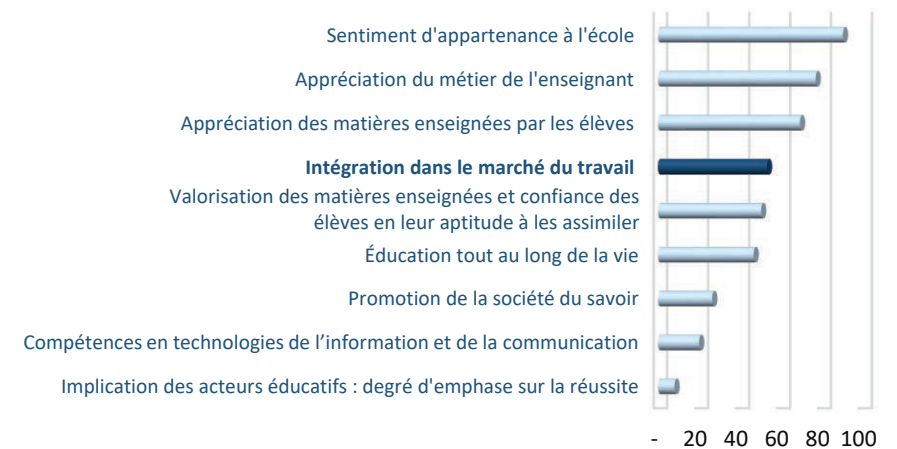 Sentiment d'appartenance à l'école
Appréciation du métier de l'enseignant
Appréciation des matières enseignées par les élèves
Intégration dans le marché du travail
Valorisation des matières enseignées et confiance des
élèves en leur aptitude à les assimiler
Éducation tout au long de la vie
Promotion de la société du savoir
Compétences en technologies de l’information et de la communication
Implication des acteurs éducatifs : degré d'emphase sur la réussite
- 20 40 60 80 100